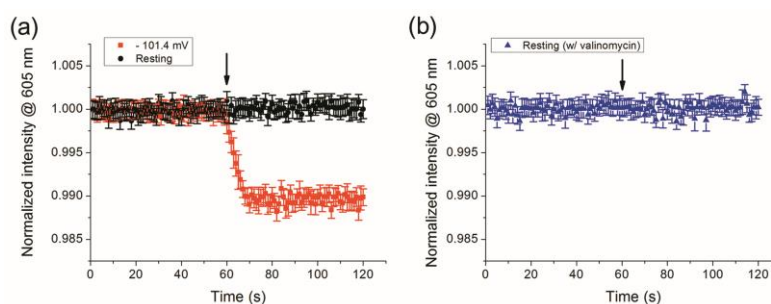 (a)
- 101.4 mV
Resting
Normalized intensity @ 605 nm
1.005
1.000
0.995
0.990
0.985
0 20 40 60 80 100 120
Time (s)
(b)
Resting (w/ valinomycin)
Normalized intensity @ 605 nm
1.005
1.000
0.995
0.990
0.985
0 20 40 60 80 100 120
Time (s)